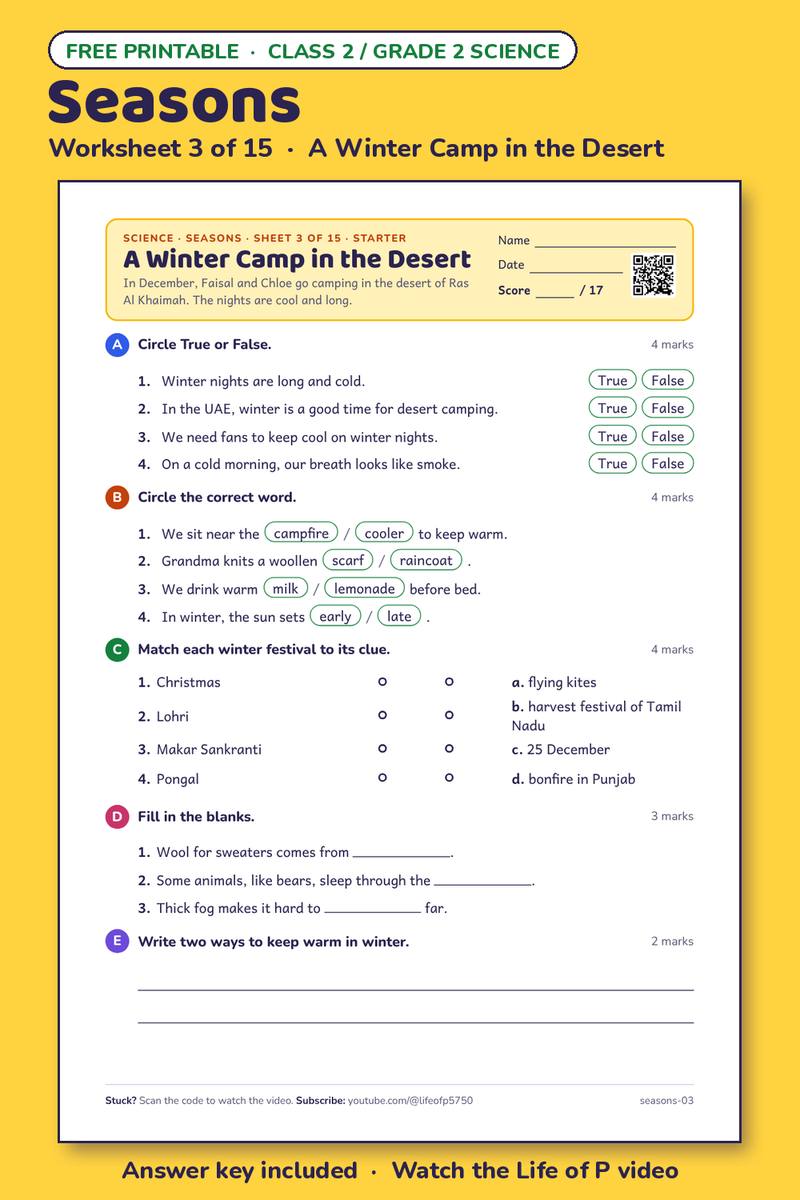 FREE PRINTABLE · CLASS 2 / GRADE 2 SCIENCE
Seasons
Worksheet 3 of 15 · A Winter Camp in the Desert
SCIENCE · SEASONS · SHEET 3 OF 15 · STARTER
A Winter Camp in the Desert
In December, Faisal and Chloe go camping in the desert of Ras
Al Khaimah. The nights are cool and long.
Name ____
Date ____
Score ____ / 17
A Circle True or False. 4 marks
1. Winter nights are long and cold. True False
2. In the UAE, winter is a good time for desert camping. True False
3. We need fans to keep cool on winter nights. True False
4. On a cold morning, our breath looks like smoke. True False
B Circle the correct word. 4 marks
1. We sit near the campfire / cooler to keep warm.
2. Grandma knits a woollen scarf / raincoat .
3. We drink warm milk / lemonade before bed.
4. In winter, the sun sets early / late .
C Match each winter festival to its clue. 4 marks
1. Christmas a. flying kites
2. Lohri b. harvest festival of Tamil
Nadu
3. Makar Sankranti c. 25 December
4. Pongal d. bonfire in Punjab
D Fill in the blanks. 3 marks
1. Wool for sweaters comes from ____.
2. Some animals, like bears, sleep through the ____.
3. Thick fog makes it hard to ____ far.
E Write two ways to keep warm in winter. 2 marks
Stuck? Scan the code to watch the video. Subscribe: youtube.com/@lifeofp5750 seasons-03
Answer key included · Watch the Life of P video